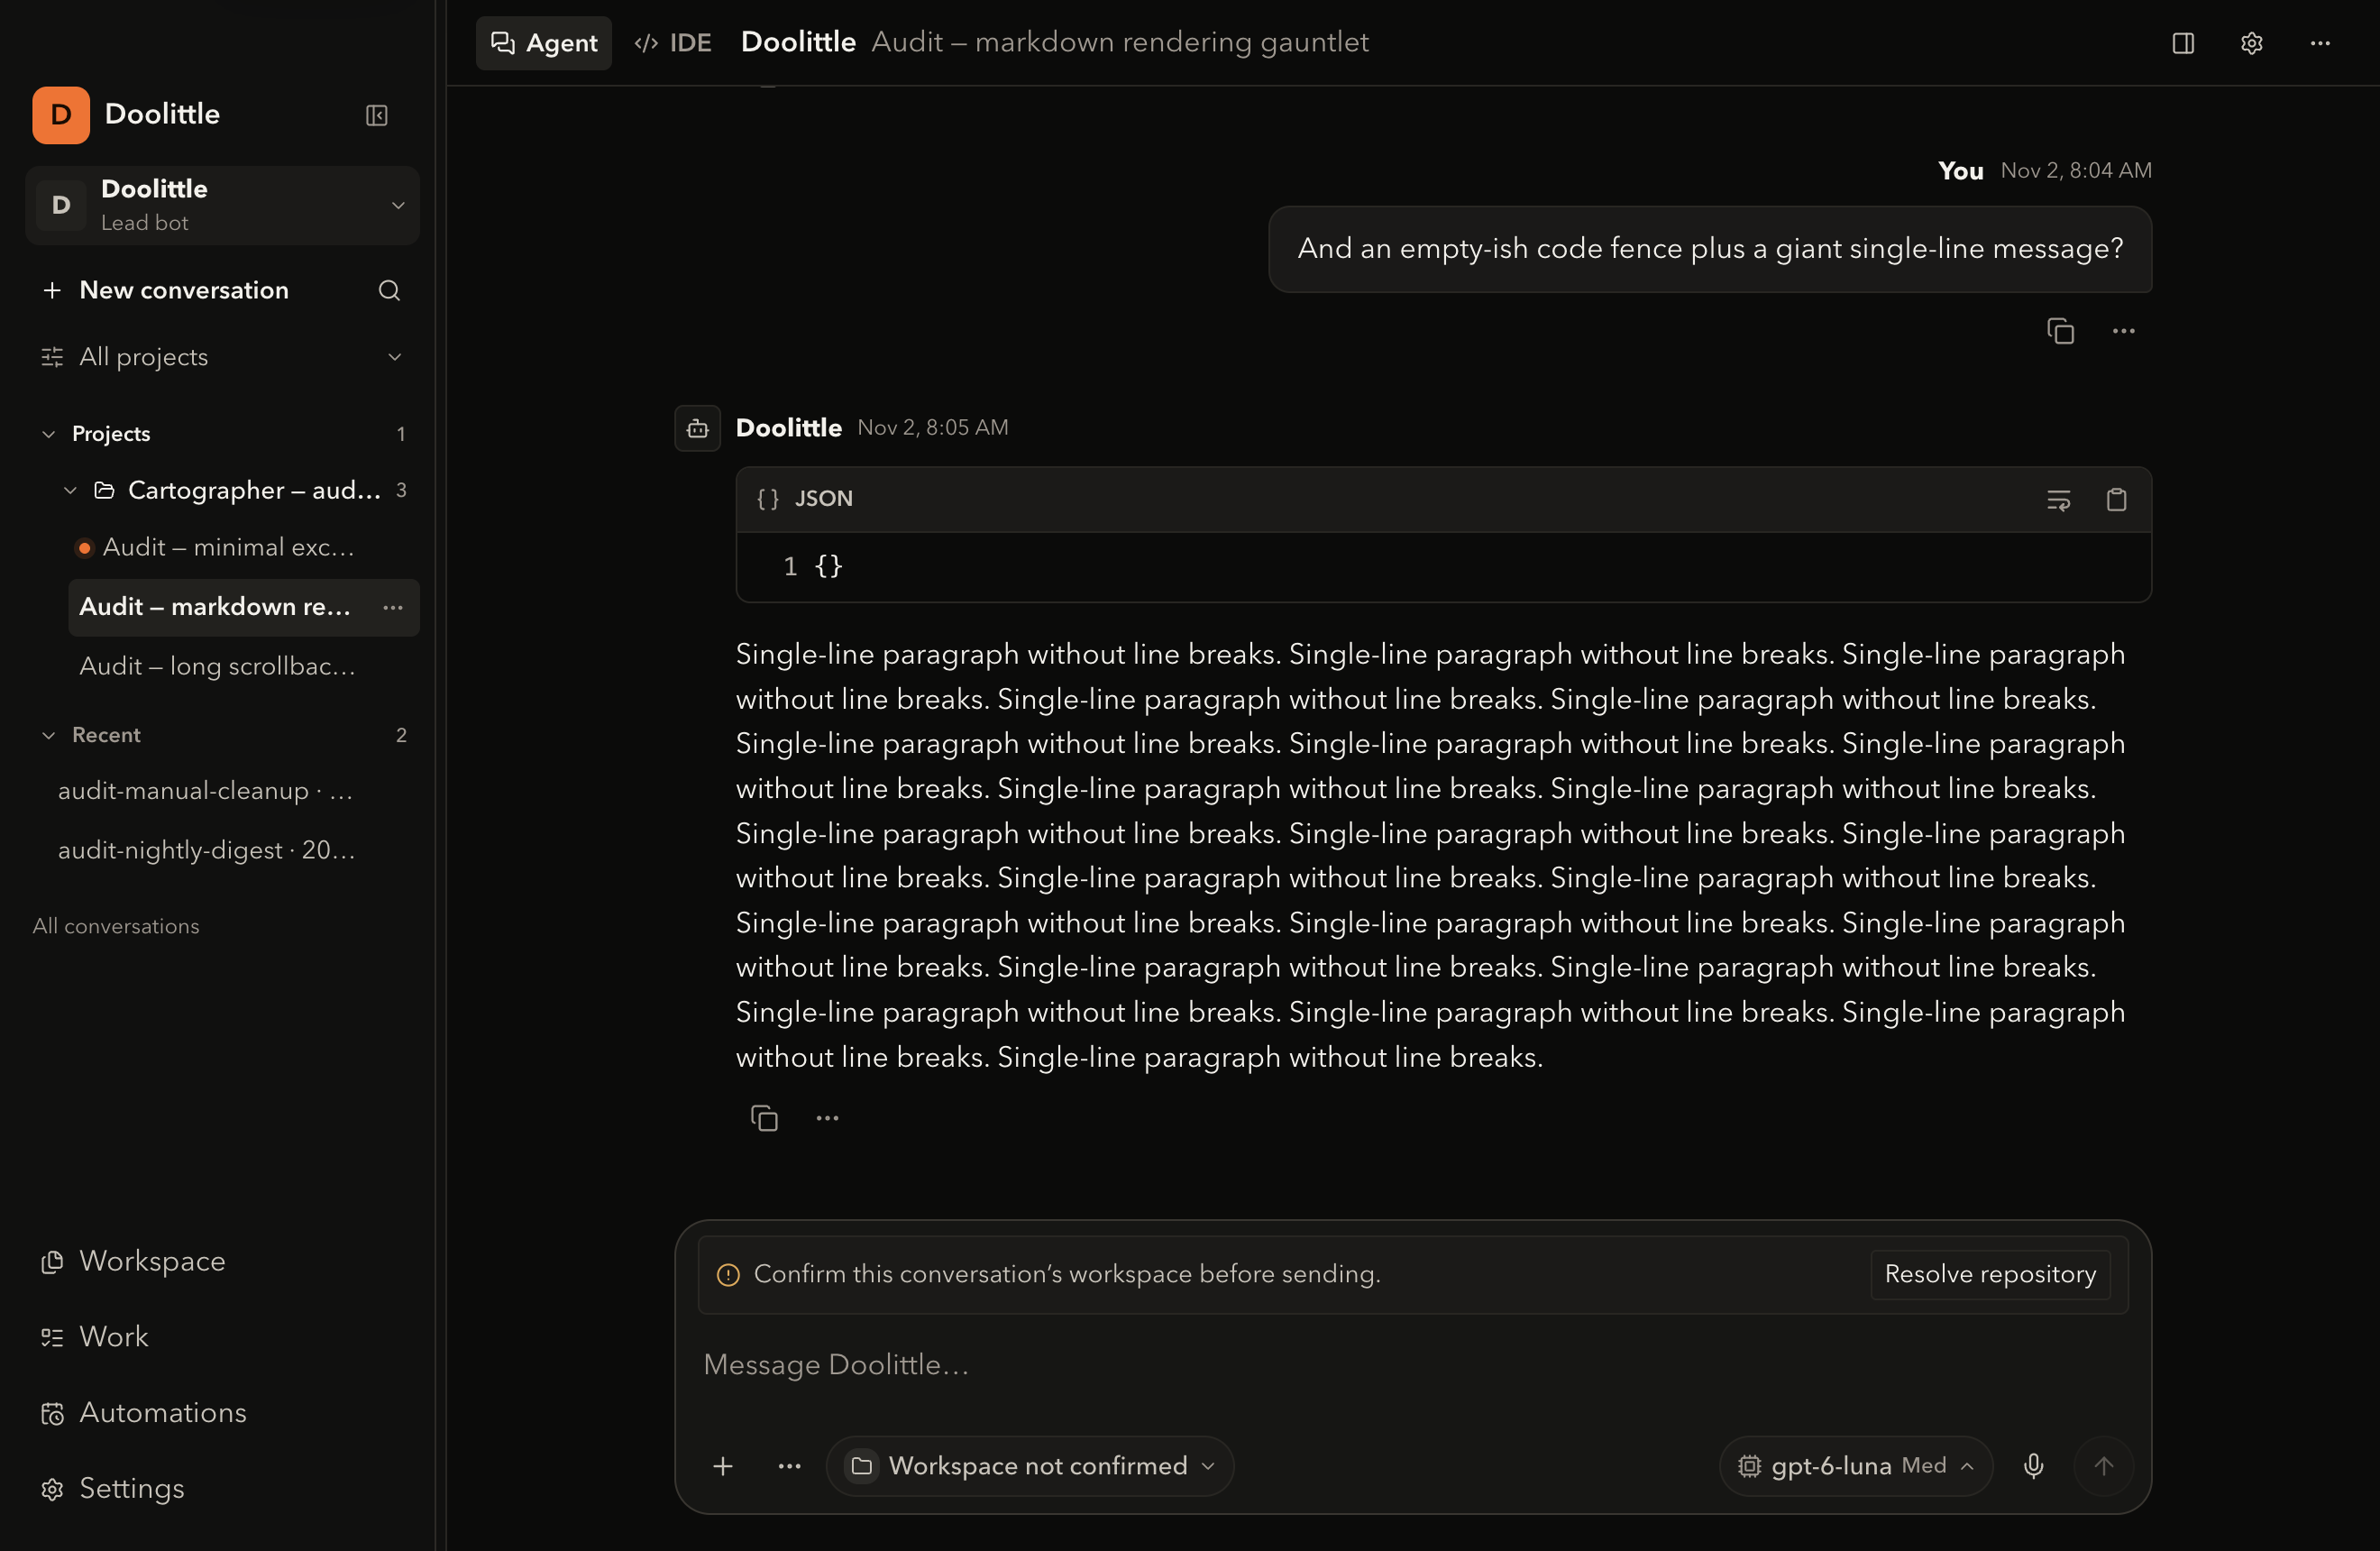 Agent
IDE
Doolittle Audit – markdown rendering gauntlet
D Doolittle
D Doolittle
Lead bot
New conversation
All projects
Projects 1
Cartographer – aud... 3
Audit – minimal exc...
Audit – markdown re...
Audit – long scrollbac...
Recent 2
audit-manual-cleanup · ...
audit-nightly-digest · 20...
All conversations
Workspace
Work
Automations
Settings
You Nov 2, 8:04 AM
And an empty-ish code fence plus a giant single-line message?
Doolittle Nov 2, 8:05 AM
{} JSON
1 {}
Single-line paragraph without line breaks. Single-line paragraph without line breaks. Single-line paragraph
without line breaks. Single-line paragraph without line breaks. Single-line paragraph without line breaks.
Single-line paragraph without line breaks. Single-line paragraph without line breaks. Single-line paragraph
without line breaks. Single-line paragraph without line breaks. Single-line paragraph without line breaks.
Single-line paragraph without line breaks. Single-line paragraph without line breaks. Single-line paragraph
without line breaks. Single-line paragraph without line breaks. Single-line paragraph without line breaks.
Single-line paragraph without line breaks. Single-line paragraph without line breaks. Single-line paragraph
without line breaks. Single-line paragraph without line breaks. Single-line paragraph without line breaks.
Single-line paragraph without line breaks. Single-line paragraph without line breaks. Single-line paragraph
without line breaks. Single-line paragraph without line breaks.
Confirm this conversation’s workspace before sending.
Resolve repository
Message Doolittle...
Workspace not confirmed
gpt-6-luna Med